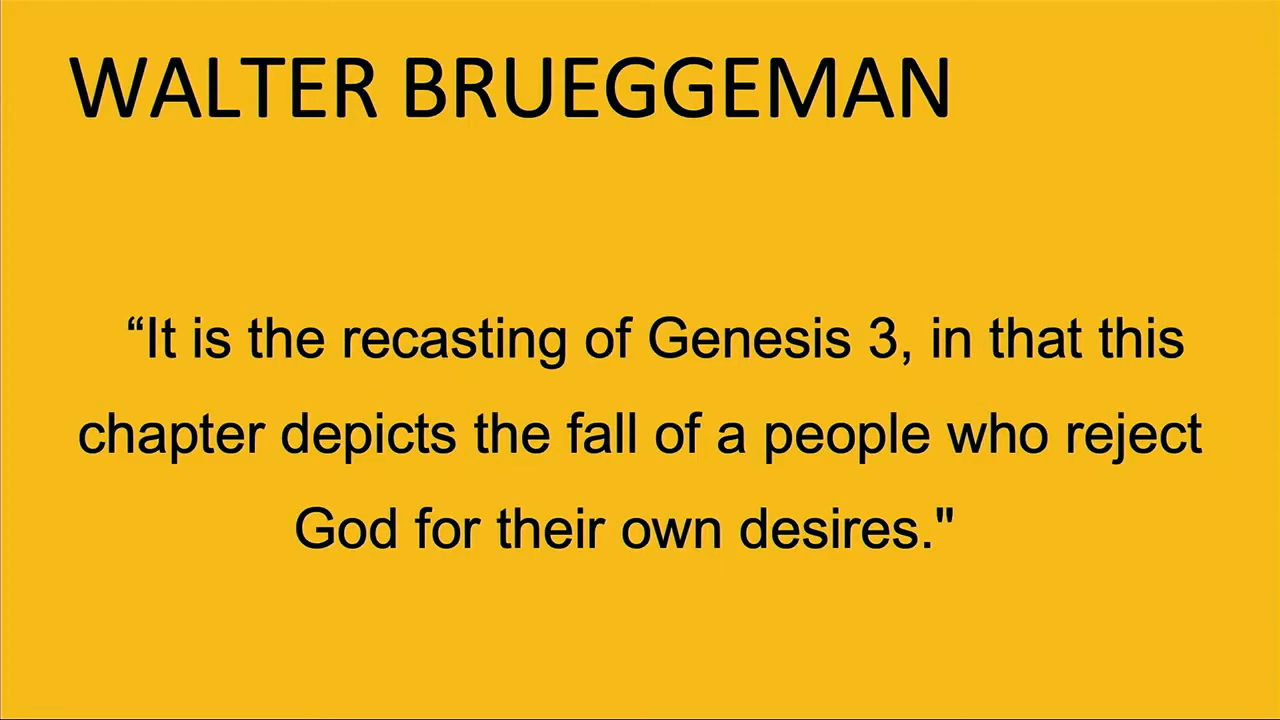 WALTER BRUEGGEMAN
“It is the recasting of Genesis 3, in that this
chapter depicts the fall of a people who reject
God for their own desires."